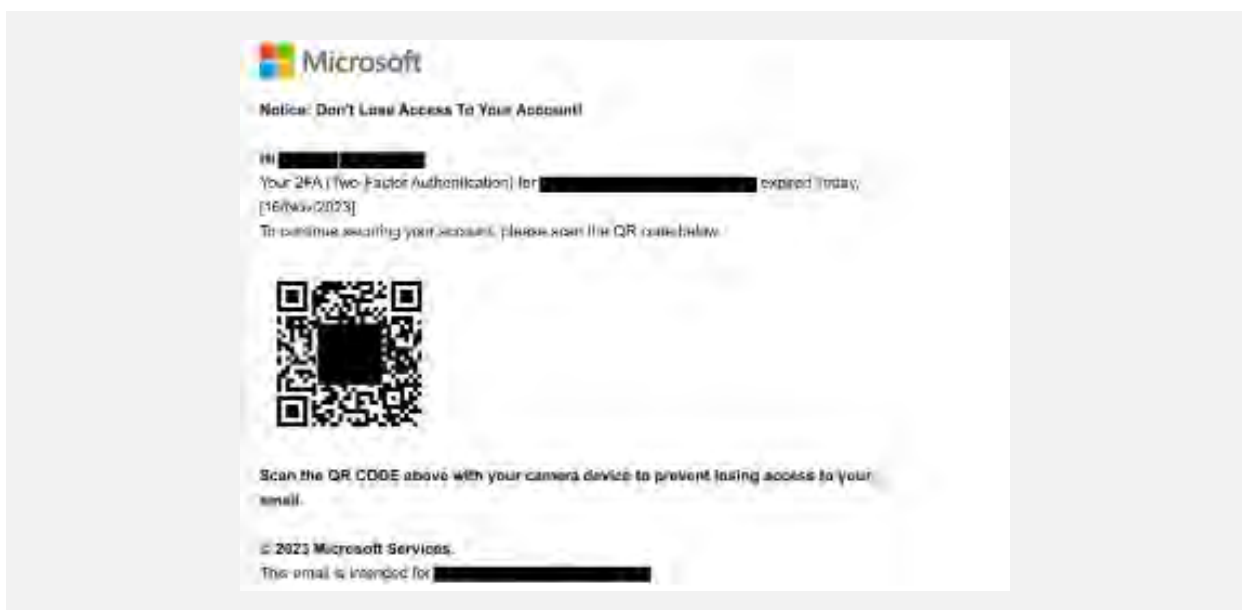 Microsoft
Notice: Don't Lose Access To Your Account!
Hi
Your 2FA (Two-Factor Authentication) for expired Today,
[16/Nov/2023]
To continue securing your account, please scan the QR code below
Scan the QR CODE above with your camera device to prevent losing access to your
email.
© 2023 Microsoft Services.
This email is intended for